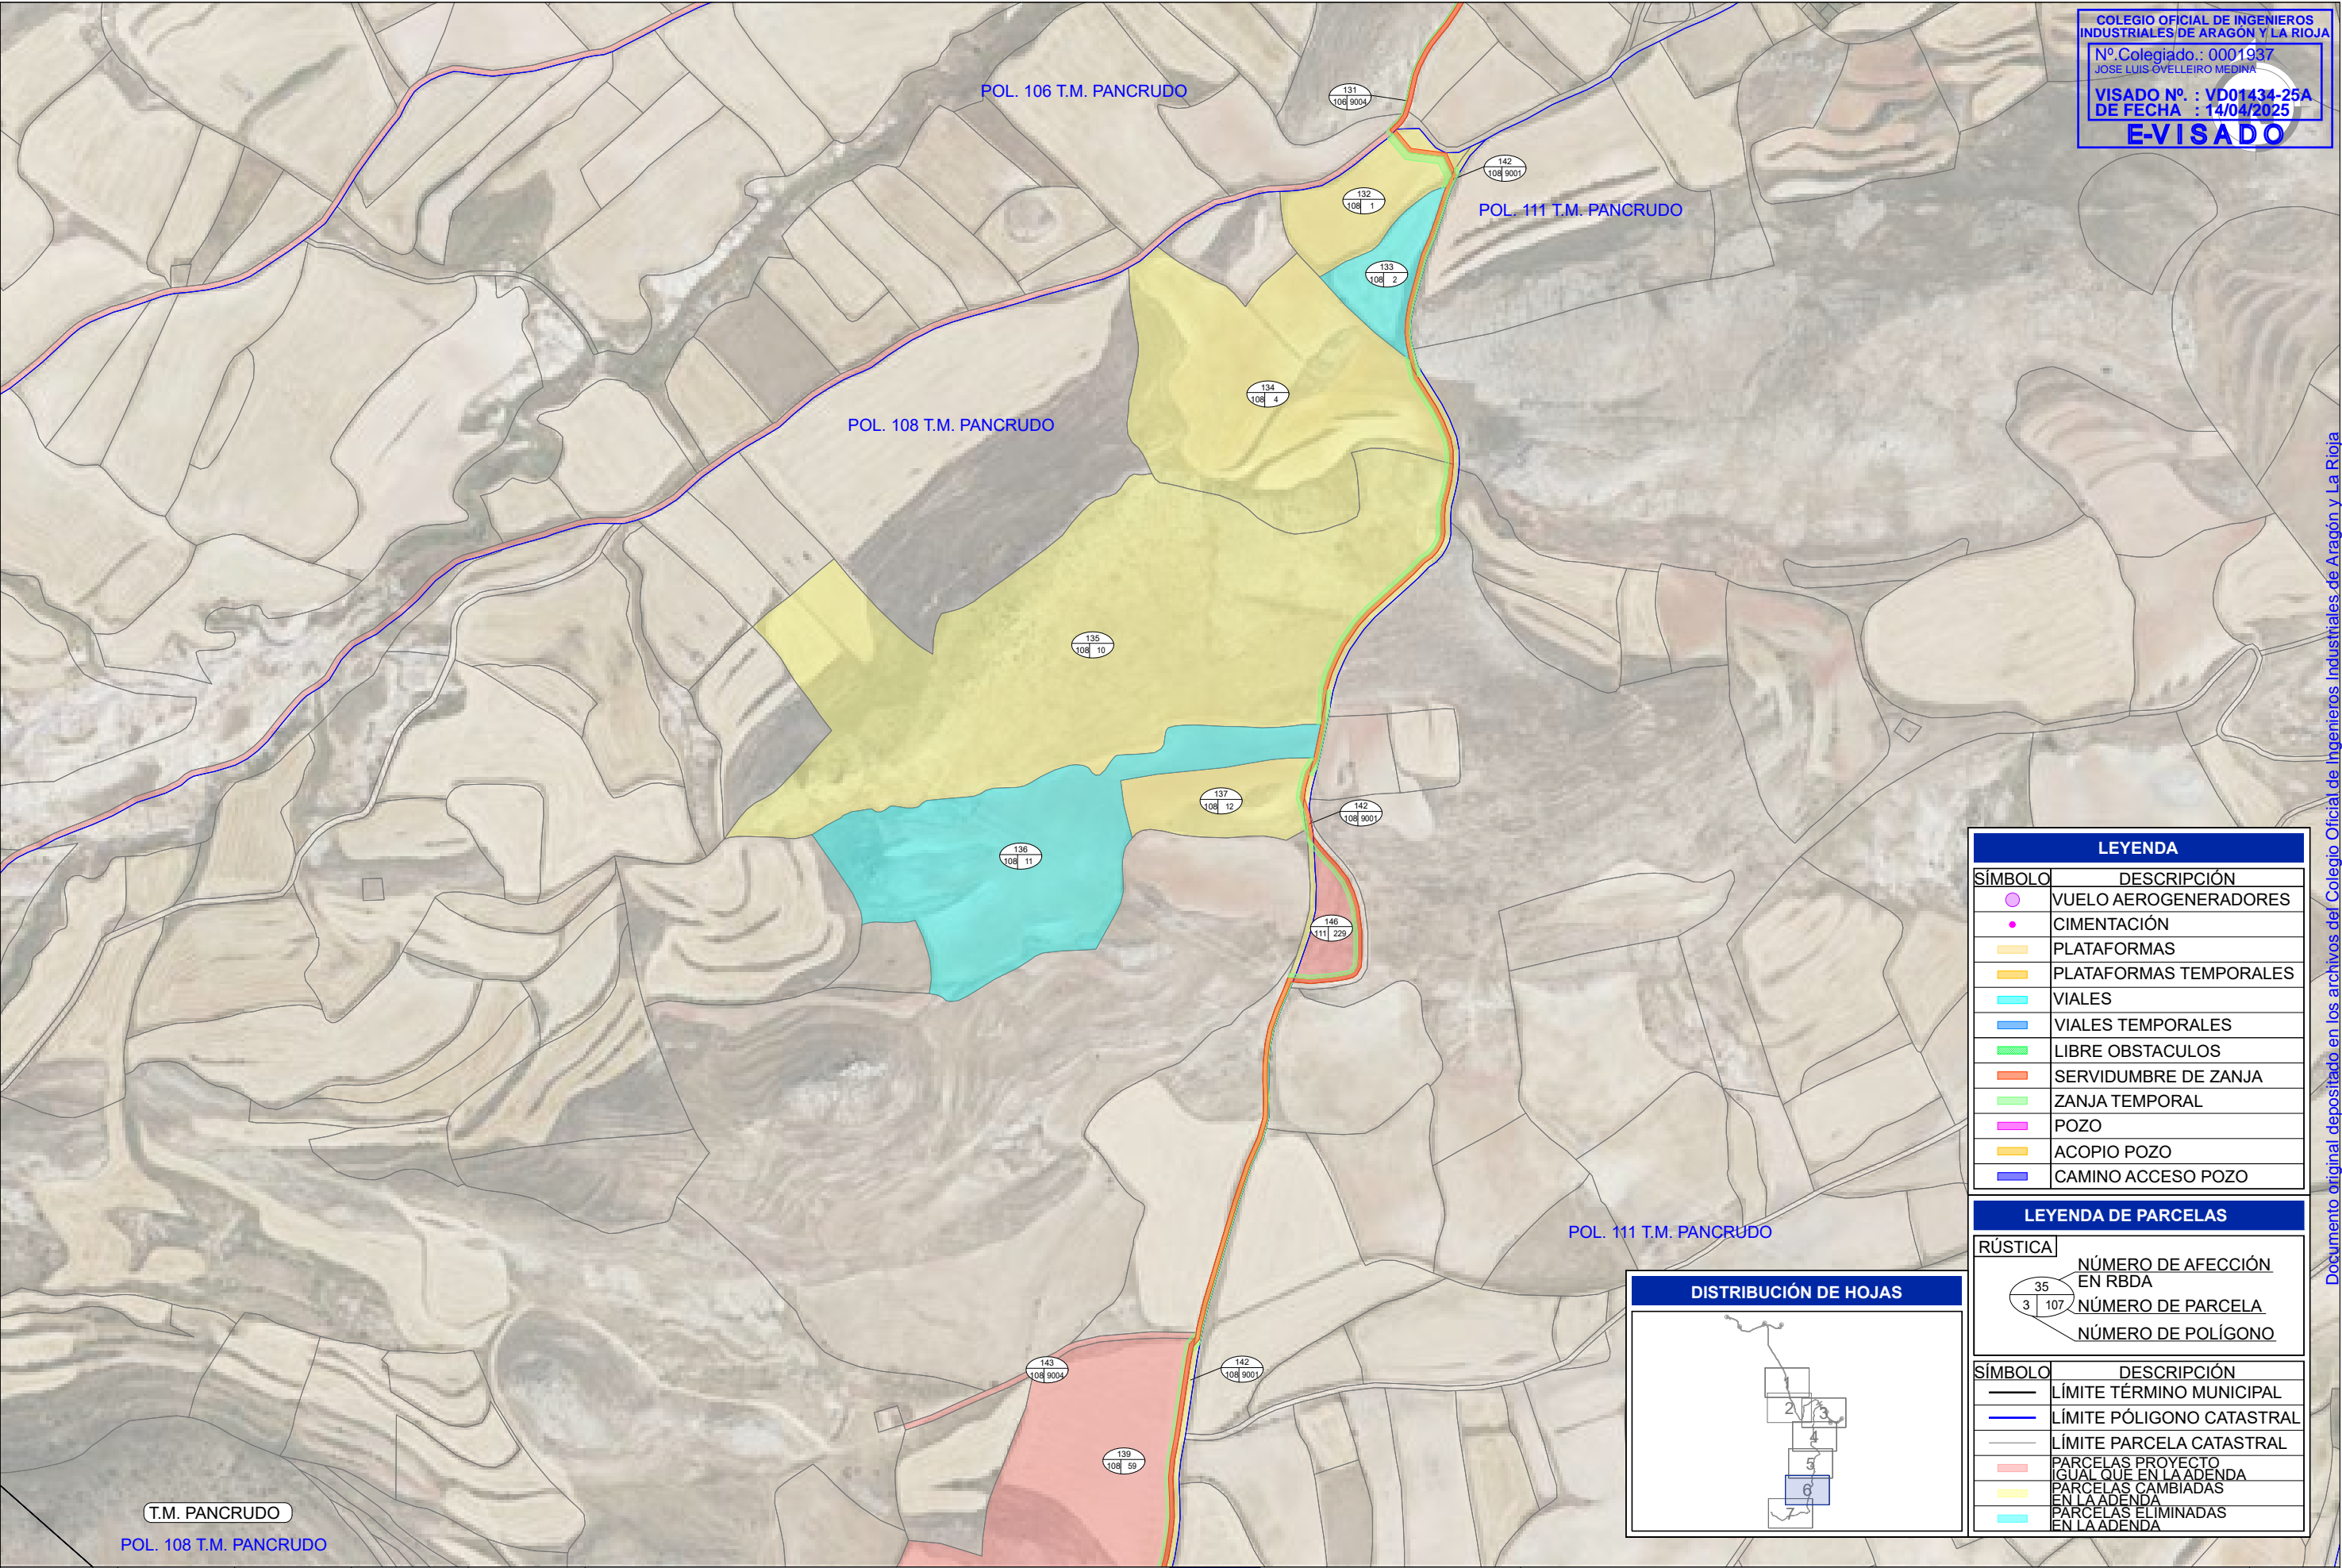 COLEGIO OFICIAL DE INGENIEROS
INDUSTRIALES DE ARAGÓN Y LA RIOJA
Nº.Colegiado.: 0001937
JOSE LUIS OVELLEIRO MEDINA
VISADO Nº. : VD01434-25A
DE FECHA : 14/04/2025
E-VISADO
POL. 106 T.M. PANCRUDO
131
106 9004
142
108 9001
132
108 1
POL. 111 T.M. PANCRUDO
133
108 2
134
108 4
POL. 108 T.M. PANCRUDO
135
108 10
137
108 12
142
108 9001
136
108 11
146
111 229
POL. 111 T.M. PANCRUDO
143
108 9004
142
108 9001
139
108 59
T.M. PANCRUDO
POL. 108 T.M. PANCRUDO
DISTRIBUCIÓN DE HOJAS
1
2
3
4
5
6
7
LEYENDA
SÍMBOLO DESCRIPCIÓN
VUELO AEROGENERADORES
CIMENTACIÓN
PLATAFORMAS
PLATAFORMAS TEMPORALES
VIALES
VIALES TEMPORALES
LIBRE OBSTACULOS
SERVIDUMBRE DE ZANJA
ZANJA TEMPORAL
POZO
ACOPIO POZO
CAMINO ACCESO POZO
LEYENDA DE PARCELAS
RÚSTICA
35
3 107
NÚMERO DE AFECCIÓN
EN RBDA
NÚMERO DE PARCELA
NÚMERO DE POLÍGONO
SÍMBOLO DESCRIPCIÓN
LÍMITE TÉRMINO MUNICIPAL
LÍMITE PÓLIGONO CATASTRAL
LÍMITE PARCELA CATASTRAL
PARCELAS PROYECTO
IGUAL QUE EN LA ADENDA
PARCELAS CAMBIADAS
EN LA ADENDA
PARCELAS ELIMINADAS
EN LA ADENDA
Documento original depositado en los archivos del Colegio Oficial de Ingenieros Industriales de Aragón y La Rioja